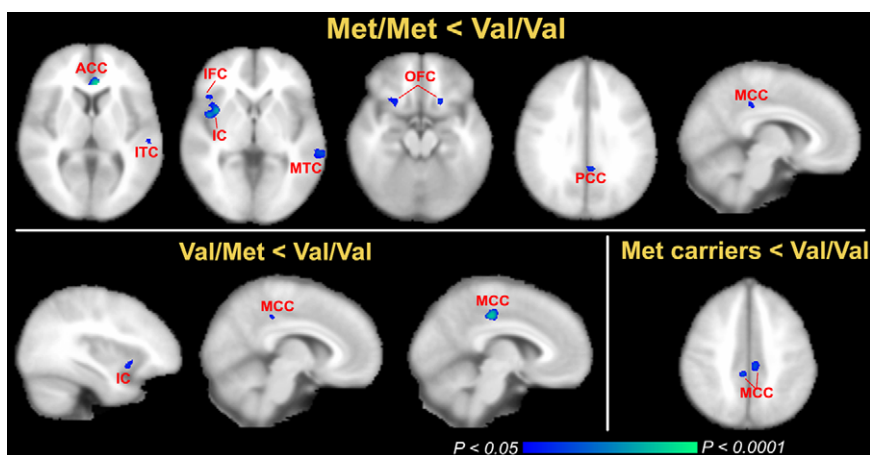 Met/Met < Val/Val
ACC
ITC
IFC
IC
MTC
OFC
PCC
MCC
Val/Met < Val/Val
IC
MCC
MCC
Met carriers < Val/Val
MCC
P < 0.05
P < 0.0001